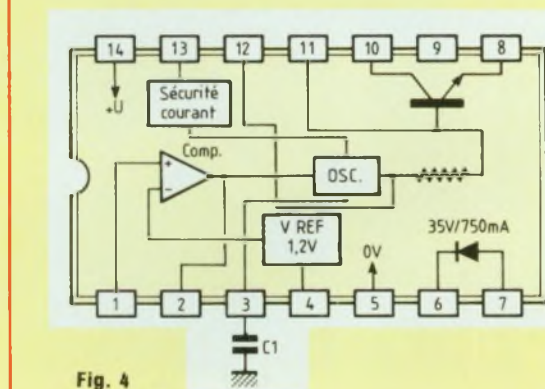 14 13 12 11 10 9 8
+U
Sécurité
courant
Comp.
+
−
OSC.
V REF
1,2V
0V
35V/750mA
1 2 3 4 5 6 7
C1
Fig. 4